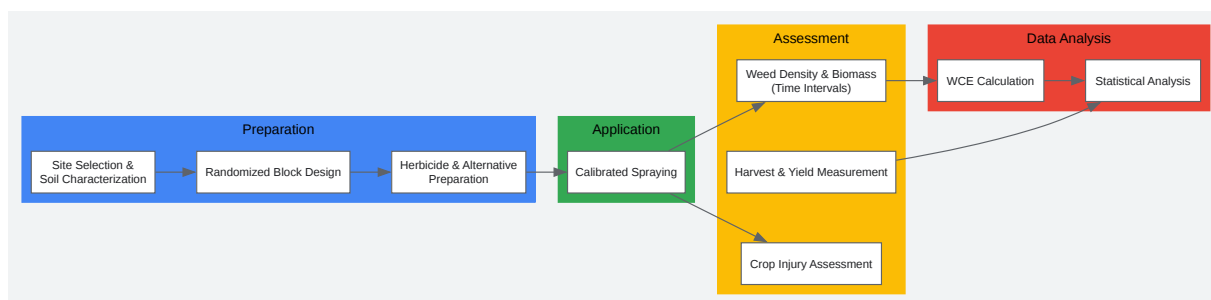 Preparation
Site Selection &
Soil Characterization
Randomized Block Design
Herbicide & Alternative
Preparation
Application
Calibrated Spraying
Assessment
Weed Density & Biomass
(Time Intervals)
Harvest & Yield Measurement
Crop Injury Assessment
Data Analysis
WCE Calculation
Statistical Analysis